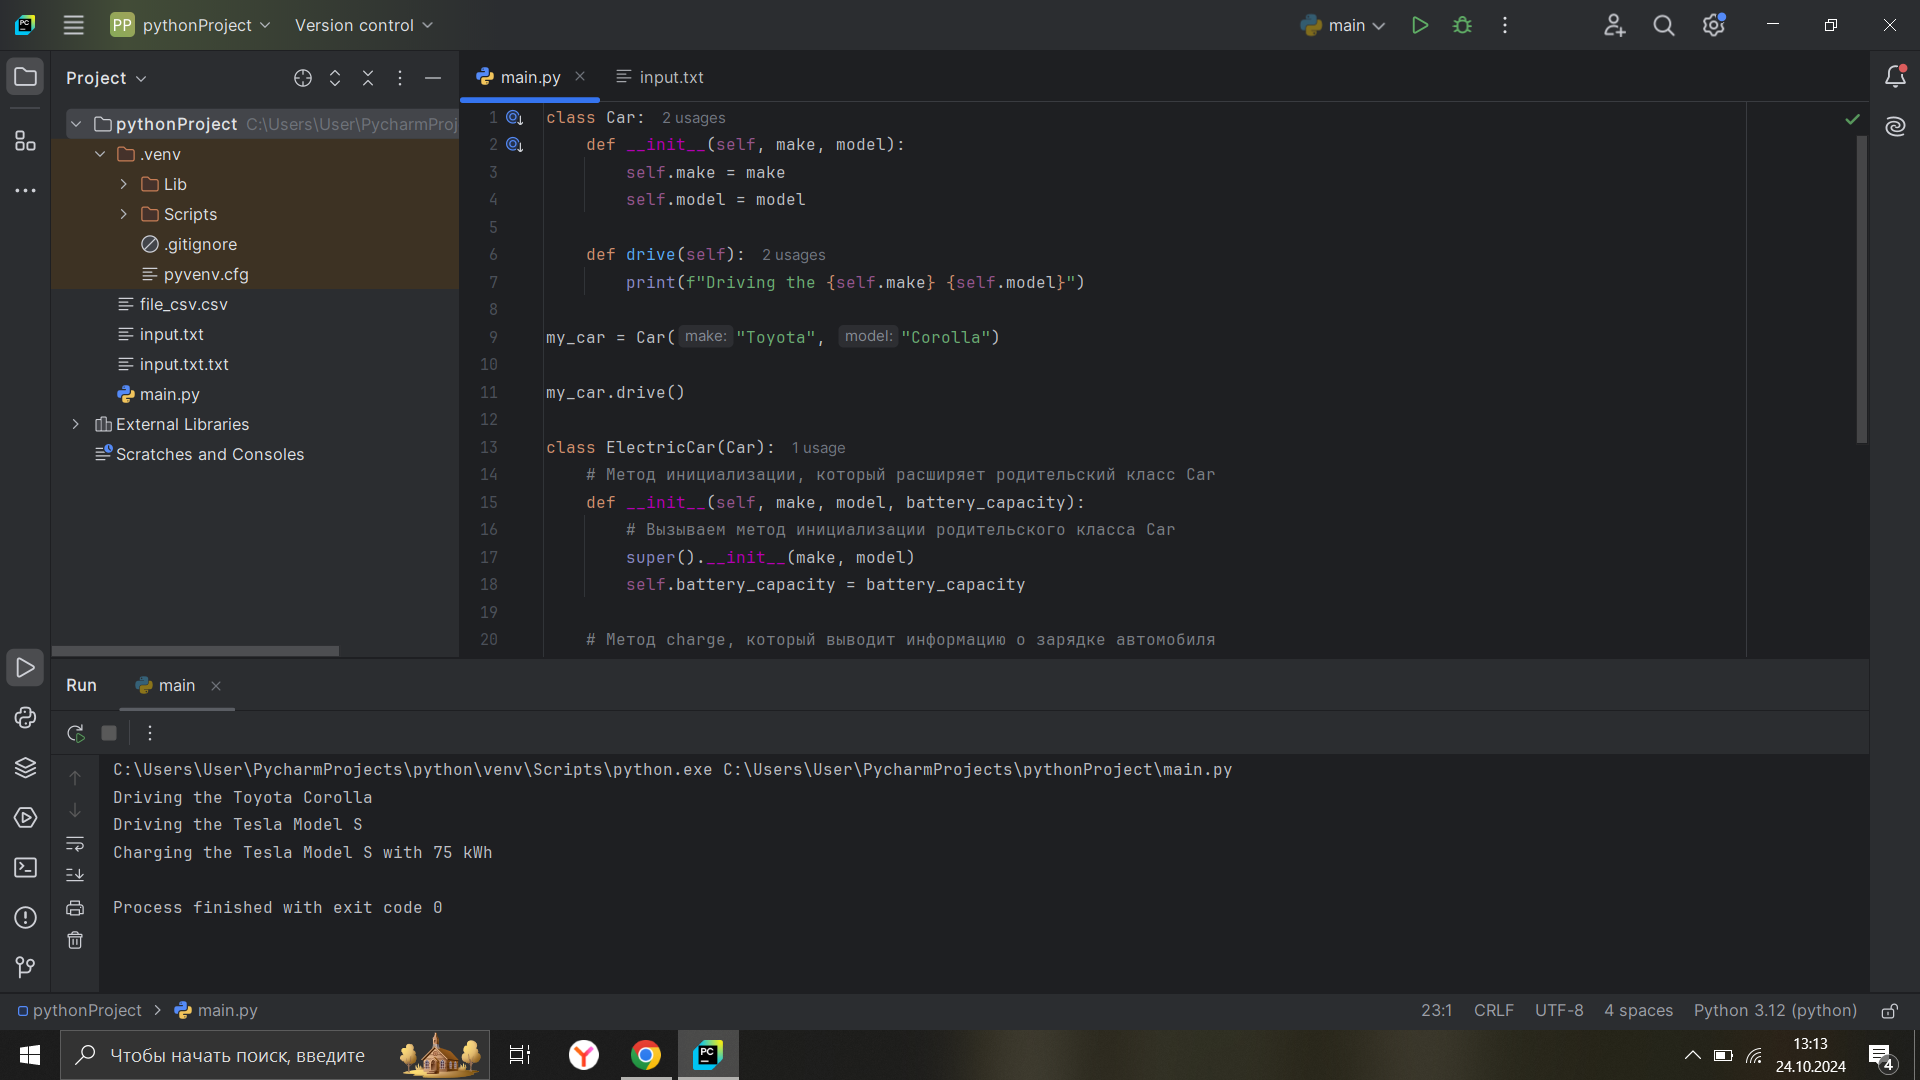 PC
PP pythonProject Version control main
Project
main.py
input.txt
pythonProject C:\Users\User\PycharmProj
.venv
Lib
Scripts
.gitignore
pyvenv.cfg
file_csv.csv
input.txt
input.txt.txt
main.py
External Libraries
Scratches and Consoles
1 class Car: 2 usages
2 def __init__(self, make, model):
3 self.make = make
4 self.model = model
5
6 def drive(self): 2 usages
7 print(f"Driving the {self.make} {self.model}")
8
9 my_car = Car( make: "Toyota", model: "Corolla")
10
11 my_car.drive()
12
13 class ElectricCar(Car): 1 usage
14 # Метод инициализации, который расширяет родительский класс Car
15 def __init__(self, make, model, battery_capacity):
16 # Вызываем метод инициализации родительского класса Car
17 super().__init__(make, model)
18 self.battery_capacity = battery_capacity
19
20 # Метод charge, который выводит информацию о зарядке автомобиля
Run main
C:\Users\User\PycharmProjects\python\venv\Scripts\python.exe C:\Users\User\PycharmProjects\pythonProject\main.py
Driving the Toyota Corolla
Driving the Tesla Model S
Charging the Tesla Model S with 75 kWh
Process finished with exit code 0
pythonProject > main.py 23:1 CRLF UTF-8 4 spaces Python 3.12 (python)
Чтобы начать поиск, введите
PC
13:13
24.10.2024
4